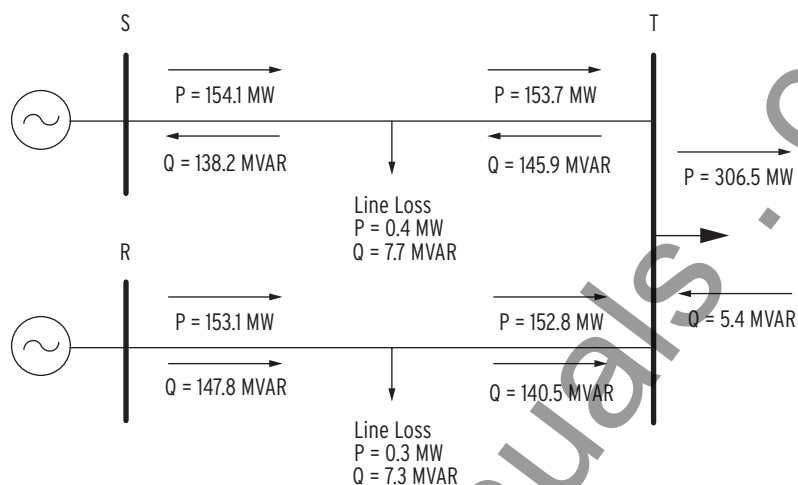 S
T
P = 154.1 MW
P = 153.7 MW
Q = 138.2 MVAR
Q = 145.9 MVAR
P = 306.5 MW
Line Loss
P = 0.4 MW
Q = 7.7 MVAR
R
P = 153.1 MW
P = 152.8 MW
Q = 5.4 MVAR
Q = 147.8 MVAR
Q = 140.5 MVAR
Line Loss
P = 0.3 MW
Q = 7.3 MVAR
uals .